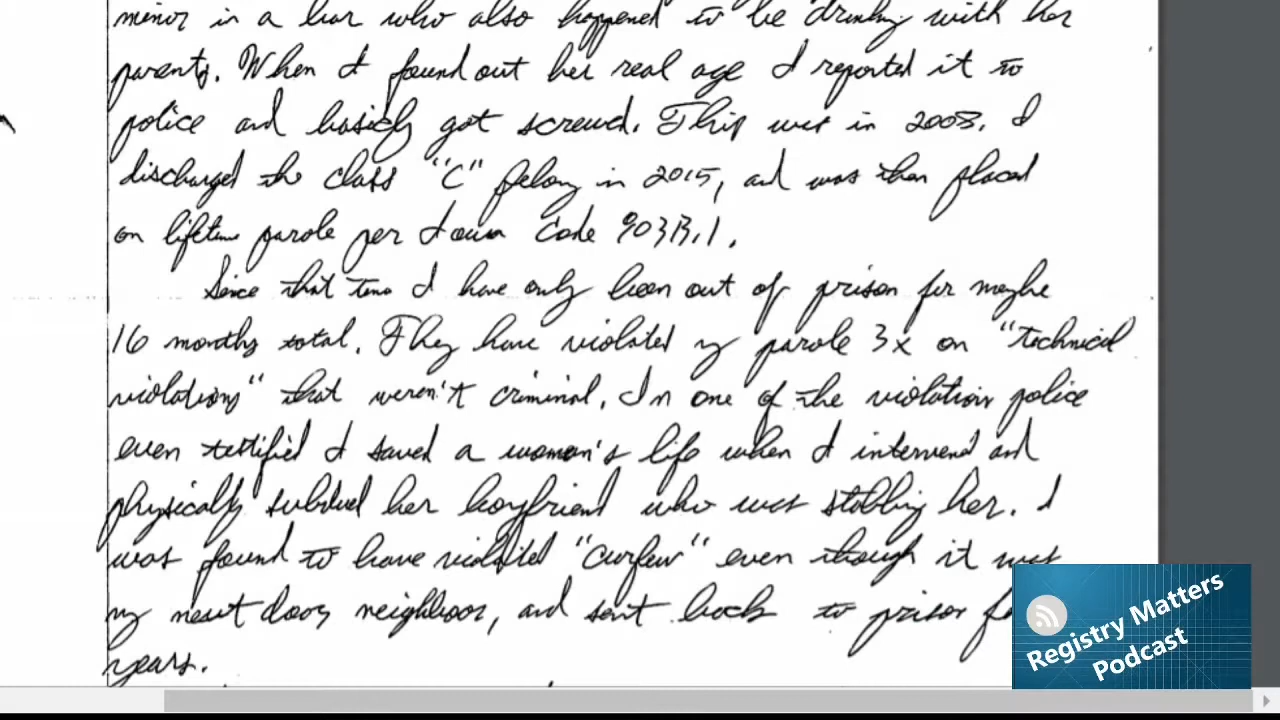 minor in a bar who also happened to be drinking with her
parents. When I found out her real age I reported it to
police and basicly got screwd. This was in 2008. I
discharged the class "C" felony in 2015, and was then placed
on lifetime parole per Iowa Code 903B.1.
Since that time I have only been out of prison for maybe
16 months total. They have violated my parole 3x on "technical
violations" that weren't criminal. In one of the violations police
even testified I saved a woman's life when I intervened and
physically subdued her boyfriend who was stabbing her. I
was found to have violated "curfew" even though it was
my next door neighboor, and sent back to prison
years.
Registry Matters
Podcast